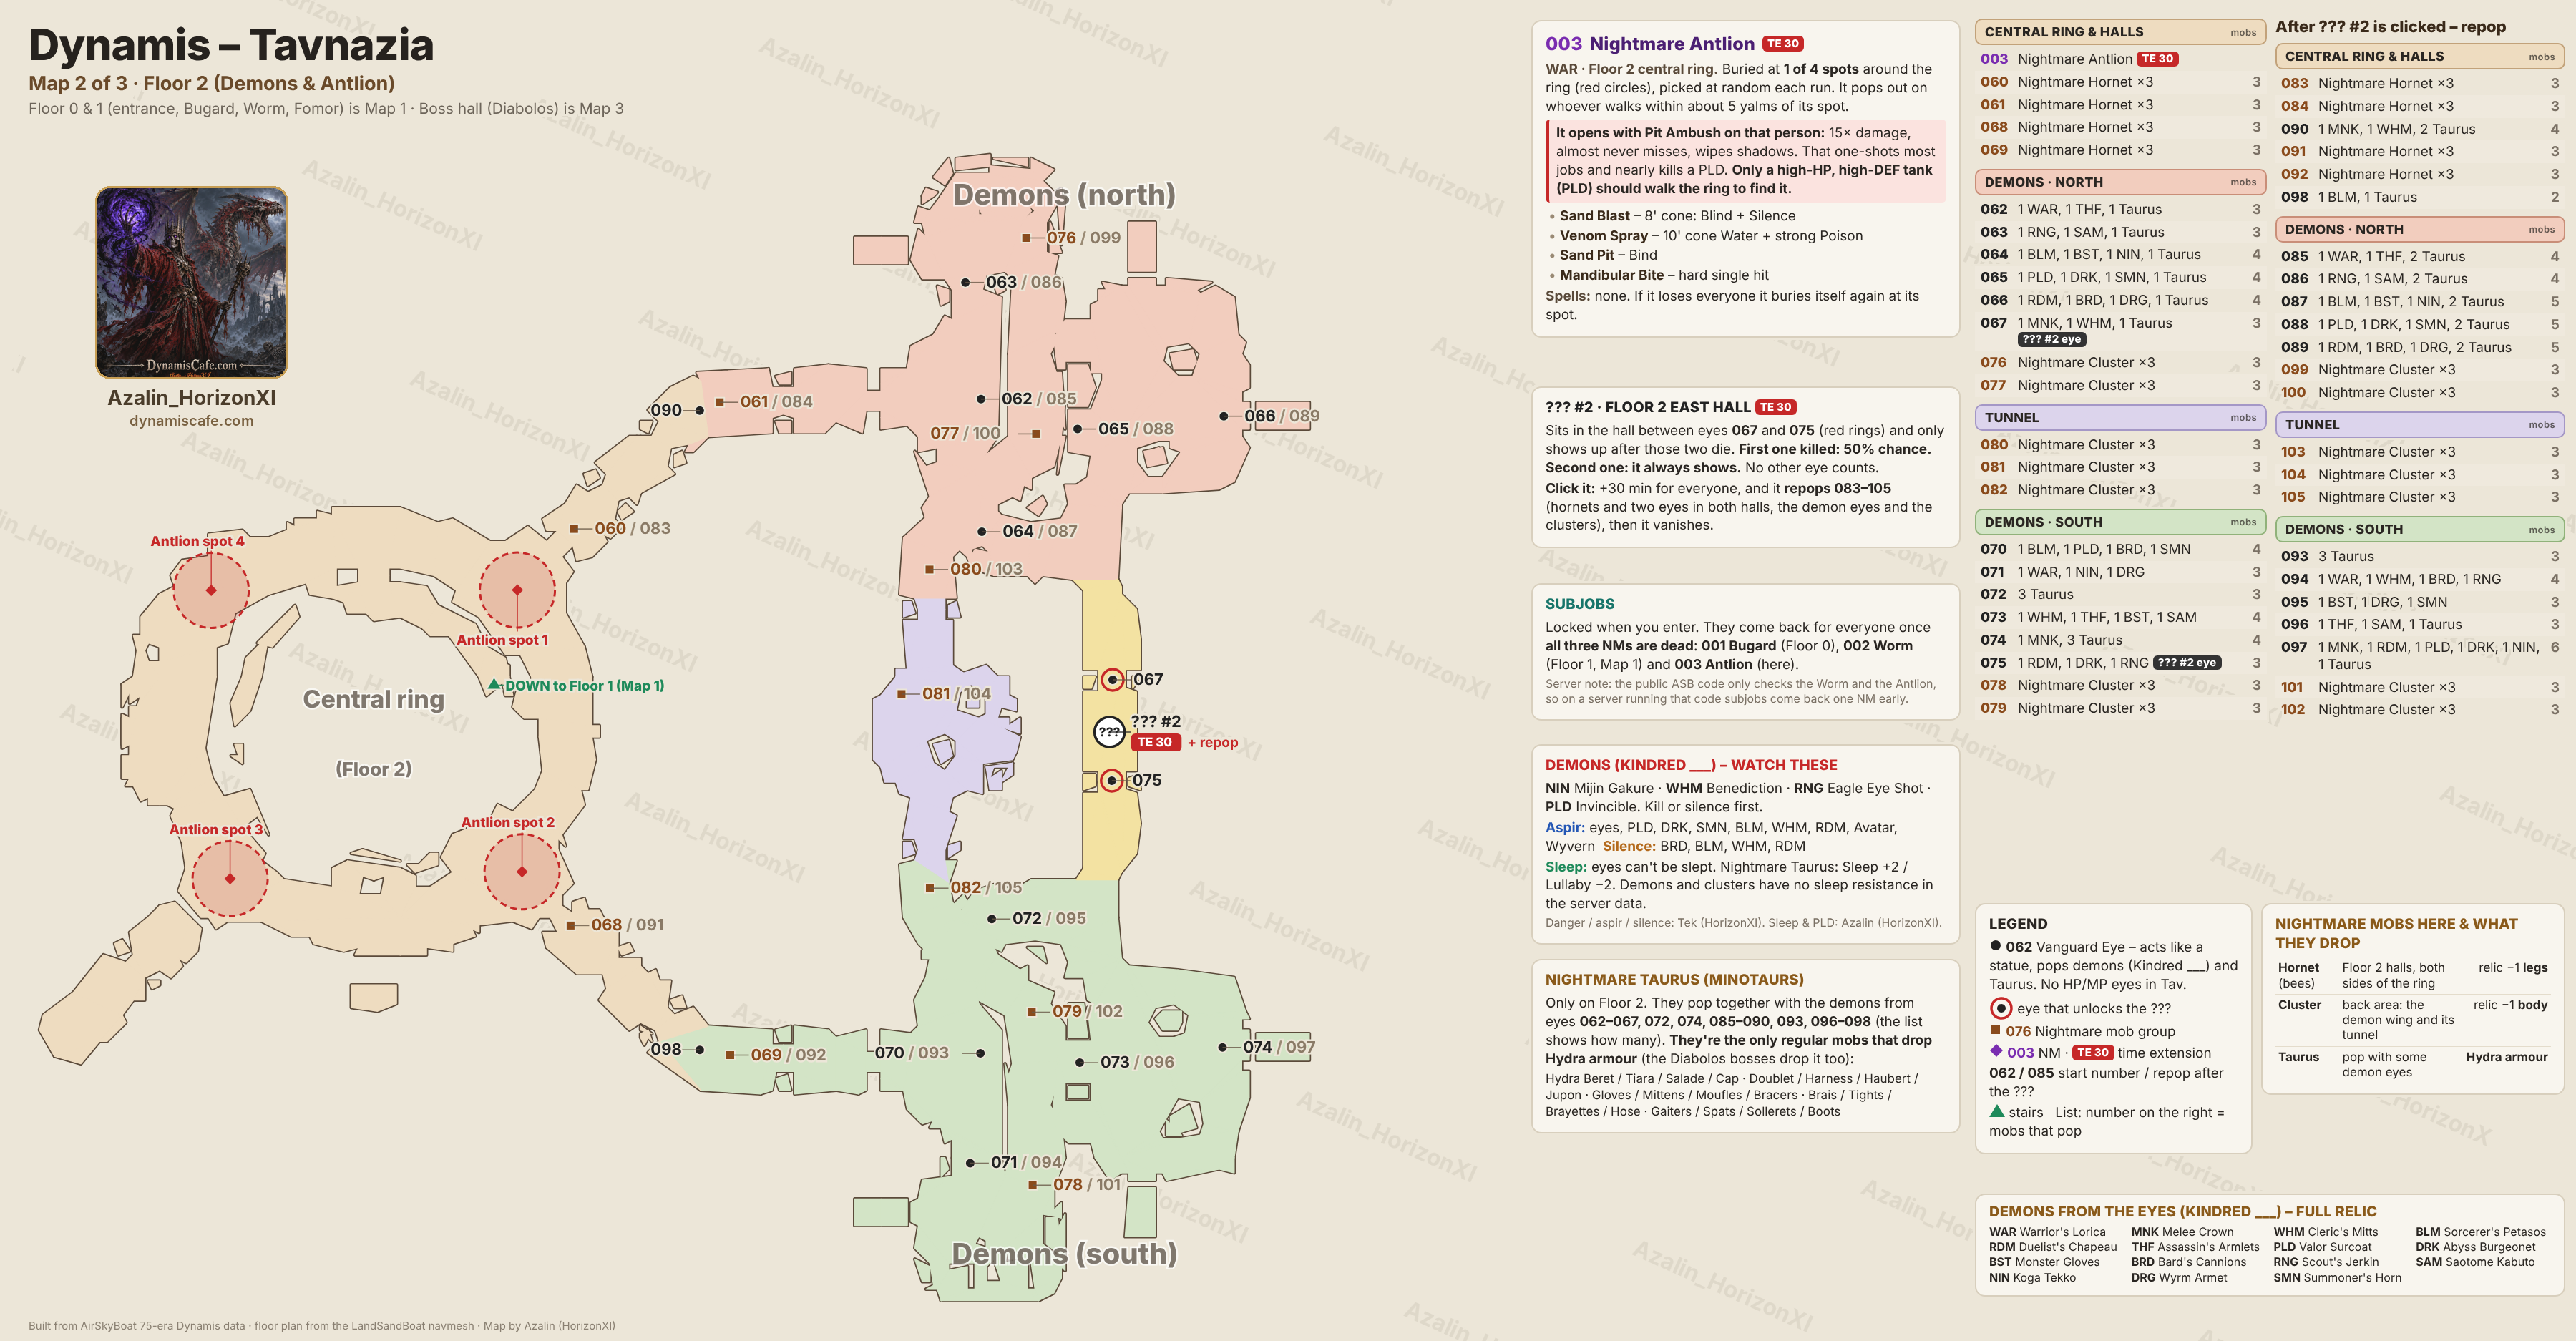 Dynamis – Tavnazia
Map 2 of 3 · Floor 2 (Demons & Antlion)
Floor 0 & 1 (entrance, Bugard, Worm, Fomor) is Map 1 · Boss hall (Diabolos) is Map 3
DynamisCafe.com
Azalin_HorizonXI
dynamiscafe.com
Demons (north)
076 / 099
063 / 086
061 / 084
090
062 / 085
077 / 100
065 / 088
066 / 089
060 / 083
064 / 087
080 / 103
Antlion spot 4
Antlion spot 1
DOWN to Floor 1 (Map 1)
Central ring
(Floor 2)
081 / 104
067
???
??? #2
TE 30 + repop
075
Antlion spot 3
Antlion spot 2
082 / 105
072 / 095
068 / 091
079 / 102
098
069 / 092
070 / 093
073 / 096
074 / 097
071 / 094
078 / 101
Demons (south)
Built from AirSkyBoat 75-era Dynamis data · floor plan from the LandSandBoat navmesh · Map by Azalin (HorizonXI)
003 Nightmare Antlion TE 30
WAR · Floor 2 central ring. Buried at 1 of 4 spots around the
ring (red circles), picked at random each run. It pops out on
whoever walks within about 5 yalms of its spot.
It opens with Pit Ambush on that person: 15× damage,
almost never misses, wipes shadows. That one-shots most
jobs and nearly kills a PLD. Only a high-HP, high-DEF tank
(PLD) should walk the ring to find it.
• Sand Blast – 8' cone: Blind + Silence
• Venom Spray – 10' cone Water + strong Poison
• Sand Pit – Bind
• Mandibular Bite – hard single hit
Spells: none. If it loses everyone it buries itself again at its
spot.
??? #2 · FLOOR 2 EAST HALL TE 30
Sits in the hall between eyes 067 and 075 (red rings) and only
shows up after those two die. First one killed: 50% chance.
Second one: it always shows. No other eye counts.
Click it: +30 min for everyone, and it repops 083–105
(hornets and two eyes in both halls, the demon eyes and the
clusters), then it vanishes.
SUBJOBS
Locked when you enter. They come back for everyone once
all three NMs are dead: 001 Bugard (Floor 0), 002 Worm
(Floor 1, Map 1) and 003 Antlion (here).
Server note: the public ASB code only checks the Worm and the Antlion,
so on a server running that code subjobs come back one NM early.
DEMONS (KINDRED ___) – WATCH THESE
NIN Mijin Gakure · WHM Benediction · RNG Eagle Eye Shot ·
PLD Invincible. Kill or silence first.
Aspir: eyes, PLD, DRK, SMN, BLM, WHM, RDM, Avatar,
Wyvern Silence: BRD, BLM, WHM, RDM
Sleep: eyes can't be slept. Nightmare Taurus: Sleep +2 /
Lullaby −2. Demons and clusters have no sleep resistance in
the server data.
Danger / aspir / silence: Tek (HorizonXI). Sleep & PLD: Azalin (HorizonXI).
NIGHTMARE TAURUS (MINOTAURS)
Only on Floor 2. They pop together with the demons from
eyes 062–067, 072, 074, 085–090, 093, 096–098 (the list
shows how many). They're the only regular mobs that drop
Hydra armour (the Diabolos bosses drop it too):
Hydra Beret / Tiara / Salade / Cap · Doublet / Harness / Haubert /
Jupon · Gloves / Mittens / Moufles / Bracers · Brais / Tights /
Brayettes / Hose · Gaiters / Spats / Sollerets / Boots
CENTRAL RING & HALLS mobs
003 Nightmare Antlion TE 30
060 Nightmare Hornet ×3 3
061 Nightmare Hornet ×3 3
068 Nightmare Hornet ×3 3
069 Nightmare Hornet ×3 3
DEMONS · NORTH mobs
062 1 WAR, 1 THF, 1 Taurus 3
063 1 RNG, 1 SAM, 1 Taurus 3
064 1 BLM, 1 BST, 1 NIN, 1 Taurus 4
065 1 PLD, 1 DRK, 1 SMN, 1 Taurus 4
066 1 RDM, 1 BRD, 1 DRG, 1 Taurus 4
067 1 MNK, 1 WHM, 1 Taurus 3
??? #2 eye
076 Nightmare Cluster ×3 3
077 Nightmare Cluster ×3 3
TUNNEL mobs
080 Nightmare Cluster ×3 3
081 Nightmare Cluster ×3 3
082 Nightmare Cluster ×3 3
DEMONS · SOUTH mobs
070 1 BLM, 1 PLD, 1 BRD, 1 SMN 4
071 1 WAR, 1 NIN, 1 DRG 3
072 3 Taurus 3
073 1 WHM, 1 THF, 1 BST, 1 SAM 4
074 1 MNK, 3 Taurus 4
075 1 RDM, 1 DRK, 1 RNG ??? #2 eye 3
078 Nightmare Cluster ×3 3
079 Nightmare Cluster ×3 3
After ??? #2 is clicked – repop
CENTRAL RING & HALLS mobs
083 Nightmare Hornet ×3 3
084 Nightmare Hornet ×3 3
090 1 MNK, 1 WHM, 2 Taurus 4
091 Nightmare Hornet ×3 3
092 Nightmare Hornet ×3 3
098 1 BLM, 1 Taurus 2
DEMONS · NORTH mobs
085 1 WAR, 1 THF, 2 Taurus 4
086 1 RNG, 1 SAM, 2 Taurus 4
087 1 BLM, 1 BST, 1 NIN, 2 Taurus 5
088 1 PLD, 1 DRK, 1 SMN, 2 Taurus 5
089 1 RDM, 1 BRD, 1 DRG, 2 Taurus 5
099 Nightmare Cluster ×3 3
100 Nightmare Cluster ×3 3
TUNNEL mobs
103 Nightmare Cluster ×3 3
104 Nightmare Cluster ×3 3
105 Nightmare Cluster ×3 3
DEMONS · SOUTH mobs
093 3 Taurus 3
094 1 WAR, 1 WHM, 1 BRD, 1 RNG 4
095 1 BST, 1 DRG, 1 SMN 3
096 1 THF, 1 SAM, 1 Taurus 3
097 1 MNK, 1 RDM, 1 PLD, 1 DRK, 1 NIN, 6
1 Taurus
101 Nightmare Cluster ×3 3
102 Nightmare Cluster ×3 3
LEGEND
062 Vanguard Eye – acts like a
statue, pops demons (Kindred ___) and
Taurus. No HP/MP eyes in Tav.
eye that unlocks the ???
076 Nightmare mob group
003 NM · TE 30 time extension
062 / 085 start number / repop after
the ???
stairs List: number on the right =
mobs that pop
NIGHTMARE MOBS HERE & WHAT
THEY DROP
Hornet Floor 2 halls, both relic −1 legs
(bees) sides of the ring
Cluster back area: the relic −1 body
demon wing and its
tunnel
Taurus pop with some Hydra armour
demon eyes
DEMONS FROM THE EYES (KINDRED ___) – FULL RELIC
WAR Warrior's Lorica MNK Melee Crown WHM Cleric's Mitts BLM Sorcerer's Petasos
RDM Duelist's Chapeau THF Assassin's Armlets PLD Valor Surcoat DRK Abyss Burgeonet
BST Monster Gloves BRD Bard's Cannions RNG Scout's Jerkin SAM Saotome Kabuto
NIN Koga Tekko DRG Wyrm Armet SMN Summoner's Horn